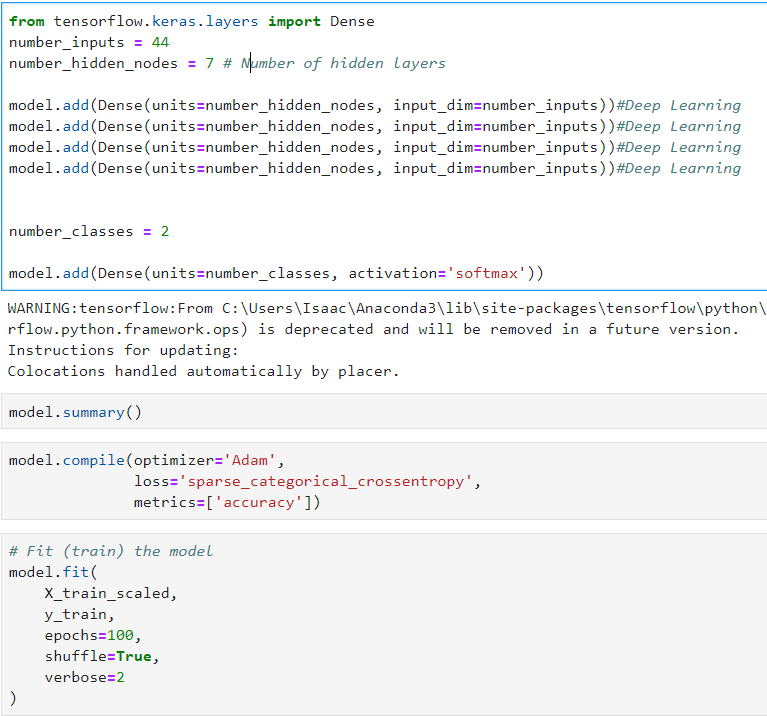 from tensorflow.keras.layers import Dense
number_inputs = 44
number_hidden_nodes = 7 # Number of hidden layers
model.add(Dense(units=number_hidden_nodes, input_dim=number_inputs))#Deep Learning
model.add(Dense(units=number_hidden_nodes, input_dim=number_inputs))#Deep Learning
model.add(Dense(units=number_hidden_nodes, input_dim=number_inputs))#Deep Learning
model.add(Dense(units=number_hidden_nodes, input_dim=number_inputs))#Deep Learning
number_classes = 2
model.add(Dense(units=number_classes, activation='softmax'))
WARNING:tensorflow:From C:\Users\Isaac\Anaconda3\lib\site-packages\tensorflow\python\
rflow.python.framework.ops) is deprecated and will be removed in a future version.
Instructions for updating:
Colocations handled automatically by placer.
model.summary()
model.compile(optimizer='Adam',
loss='sparse_categorical_crossentropy',
metrics=['accuracy'])
# Fit (train) the model
model.fit(
X_train_scaled,
y_train,
epochs=100,
shuffle=True,
verbose=2
)